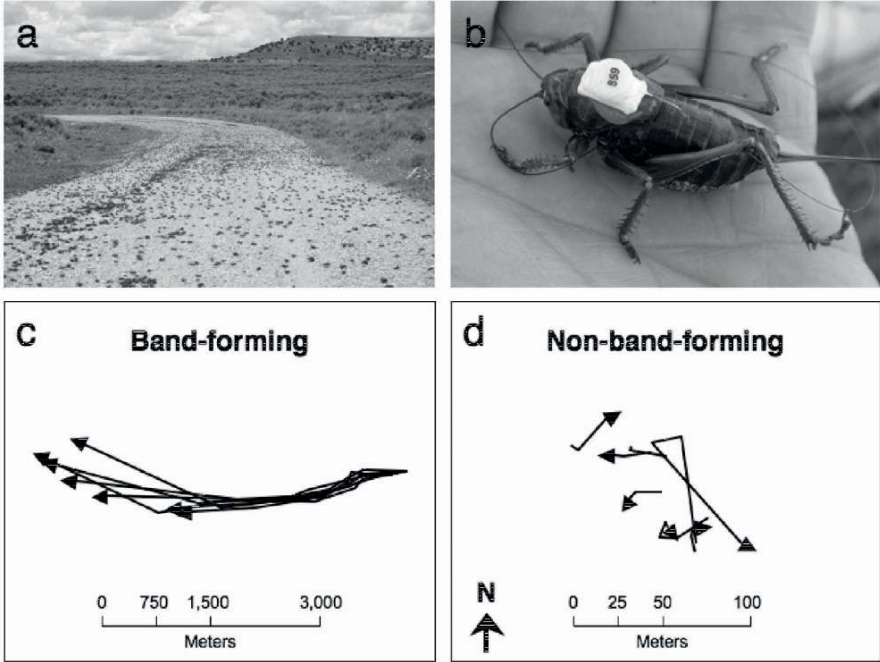 a
b
859
c
Band-forming
0 750 1,500 3,000
Meters
d
Non-band-forming
N
0 25 50 100
Meters